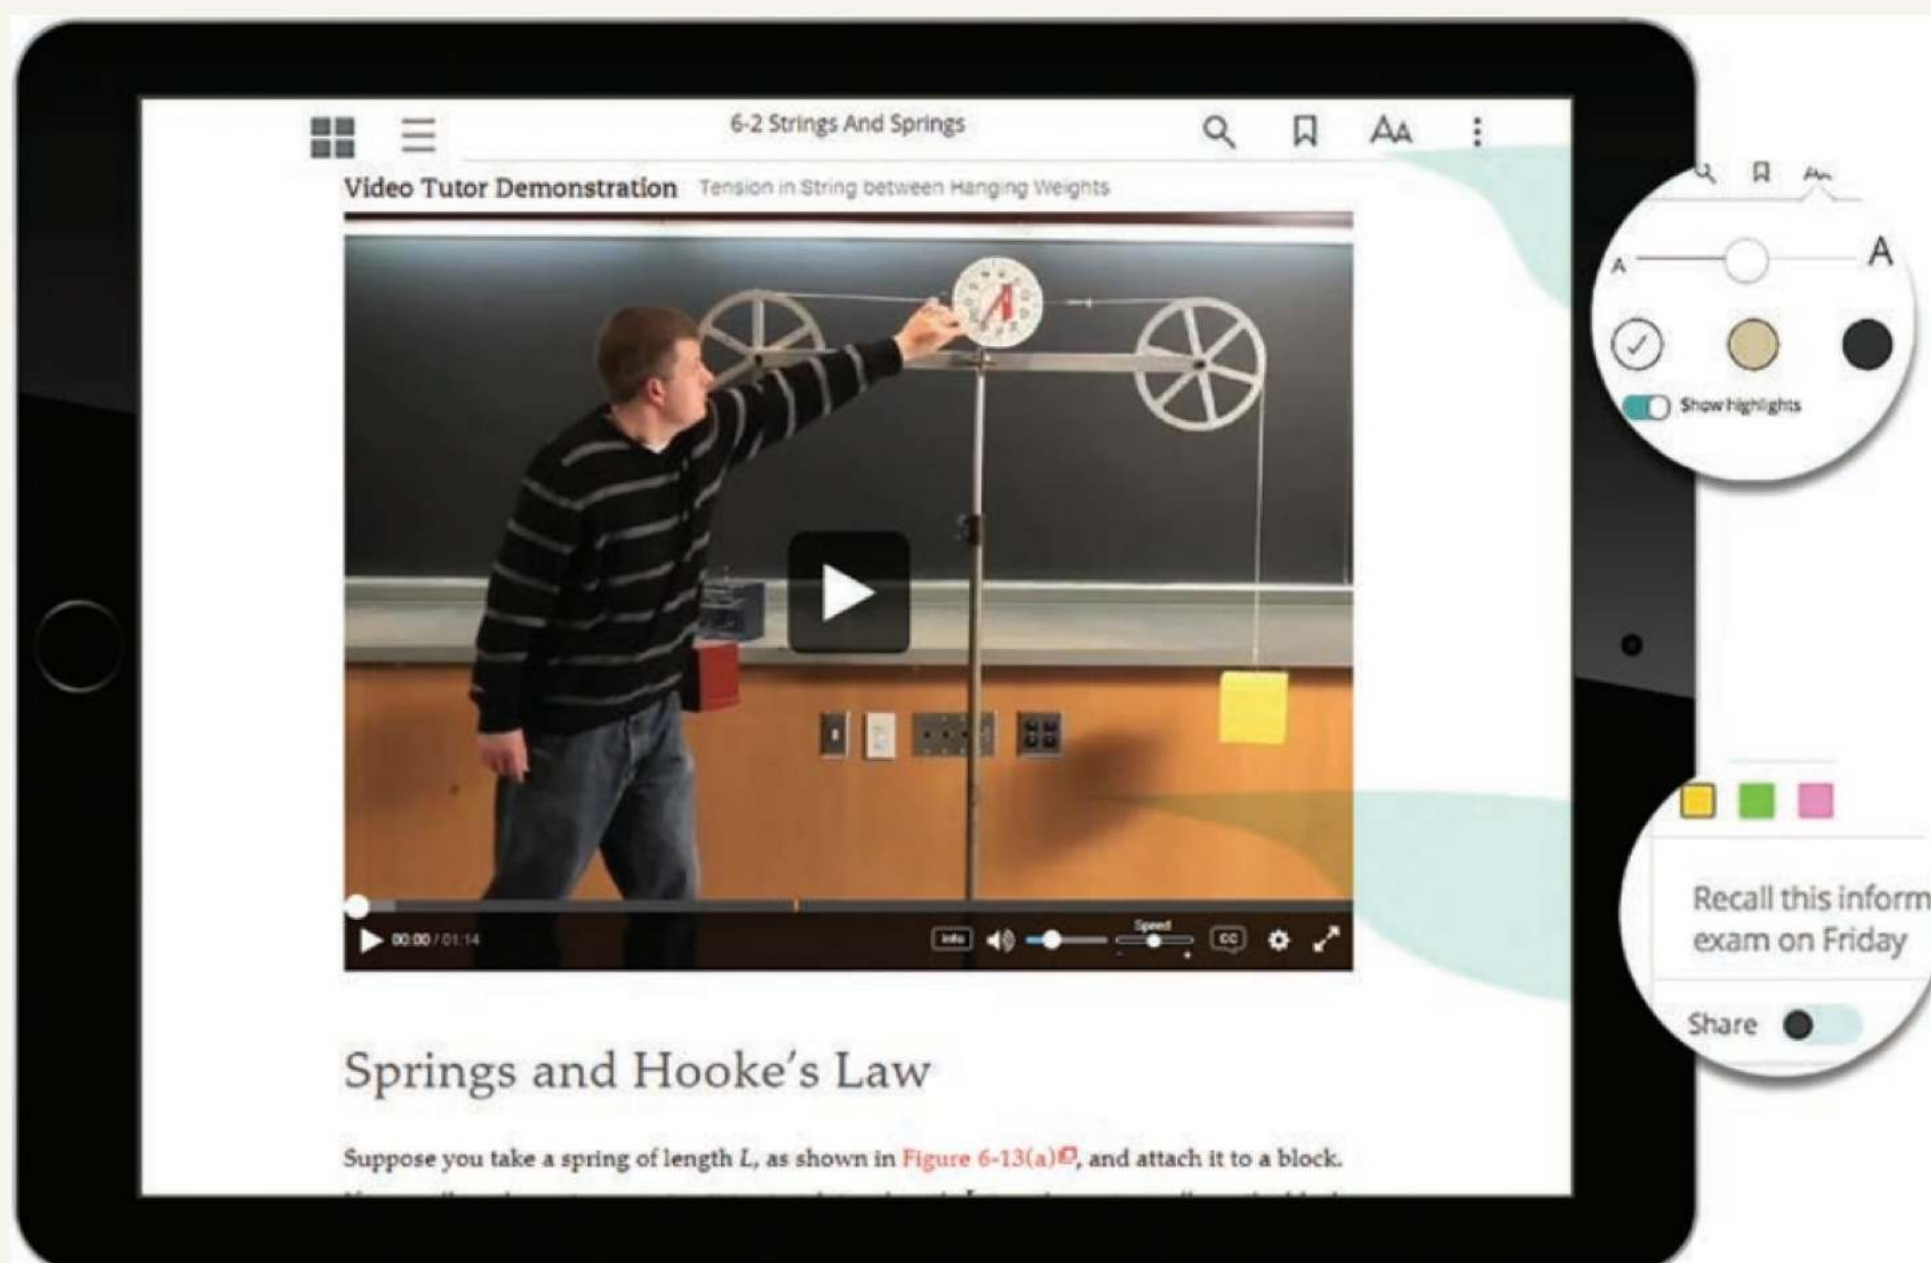 6-2 Strings And Springs
AA
Video Tutor Demonstration Tension in String between Hanging Weights
A A
Show highlights
00:00 / 01:14
Info
Speed
- +
CC
Recall this inform
exam on Friday
Share
Springs and Hooke's Law
Suppose you take a spring of length L, as shown in Figure 6-13(a), and attach it to a block.